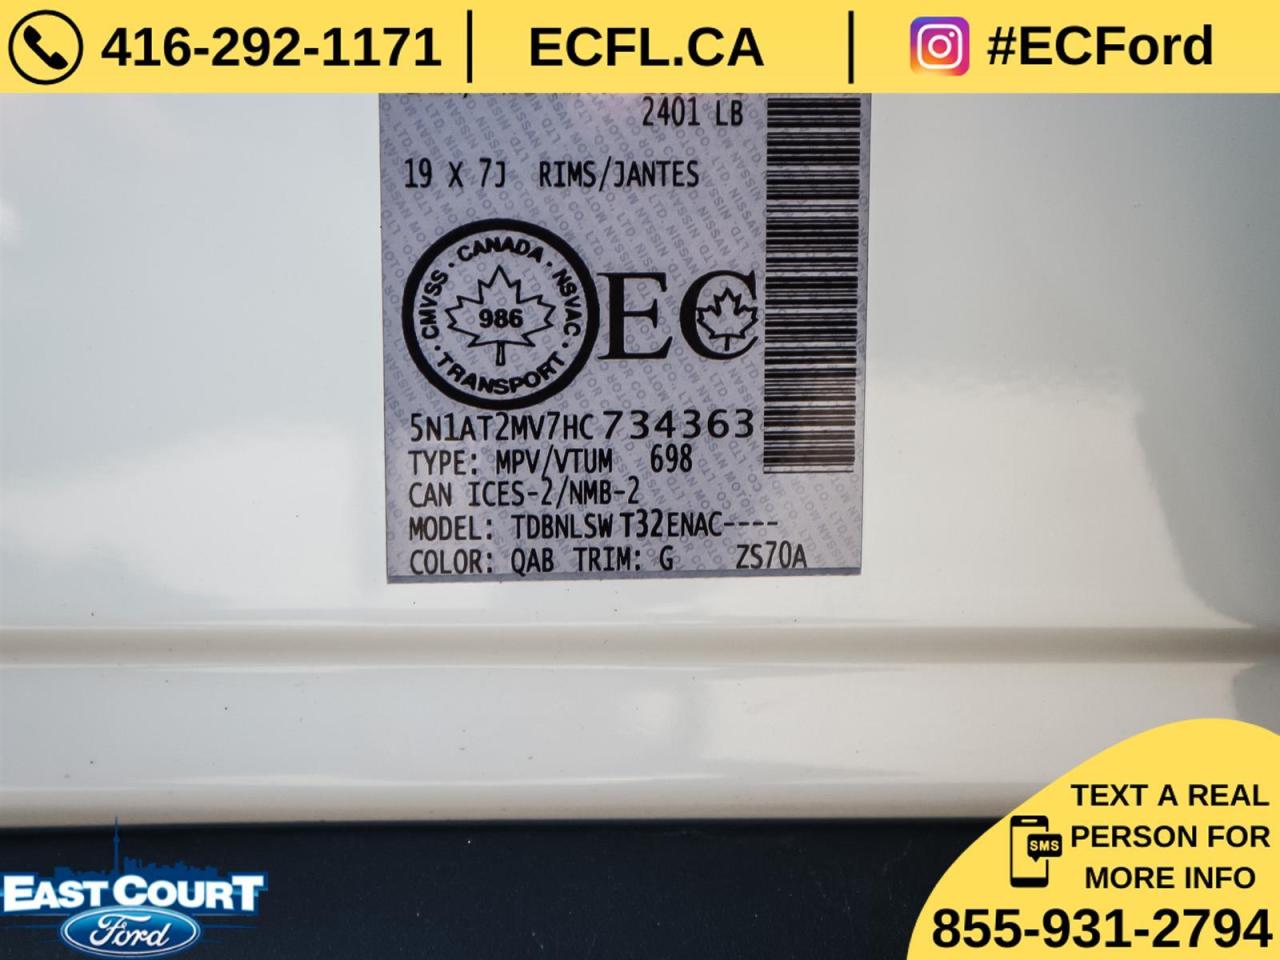 416-292-1171 | ECFL.CA | #ECFord
2401 LB
19 X 7J RIMS/JANTES
CMVSS · CANADA · NSVAC · TRANSPORT ·
986
EC
5N1AT2MV7HC734363
TYPE: MPV/VTUM 698
CAN ICES-2/NMB-2
MODEL: TDBNLSW T32ENAC----
COLOR: QAB TRIM: G ZS70A
TEXT A REAL
PERSON FOR
MORE INFO
SMS
855-931-2794
EAST COURT
Ford